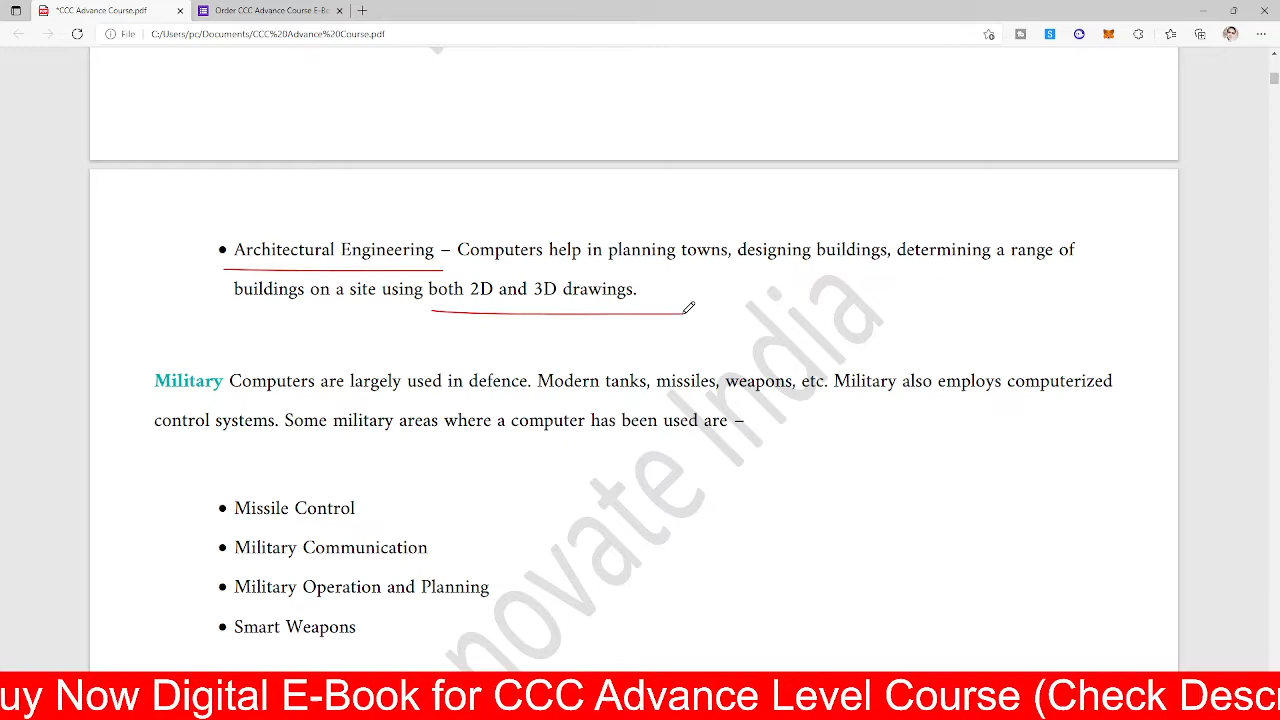 *CCC Advance Course.pdf
Order CCC Advance Course E-Bo
File
C:/Users/pc/Documents/CCC%20Advance%20Course.pdf
• Architectural Engineering – Computers help in planning towns, designing buildings, determining a range of
buildings on a site using both 2D and 3D drawings.
Military Computers are largely used in defence. Modern tanks, missiles, weapons, etc. Military also employs computerized
control systems. Some military areas where a computer has been used are –
• Missile Control
• Military Communication
• Military Operation and Planning
• Smart Weapons
novate India
uy Now Digital E-Book for CCC Advance Level Course (Check Desc